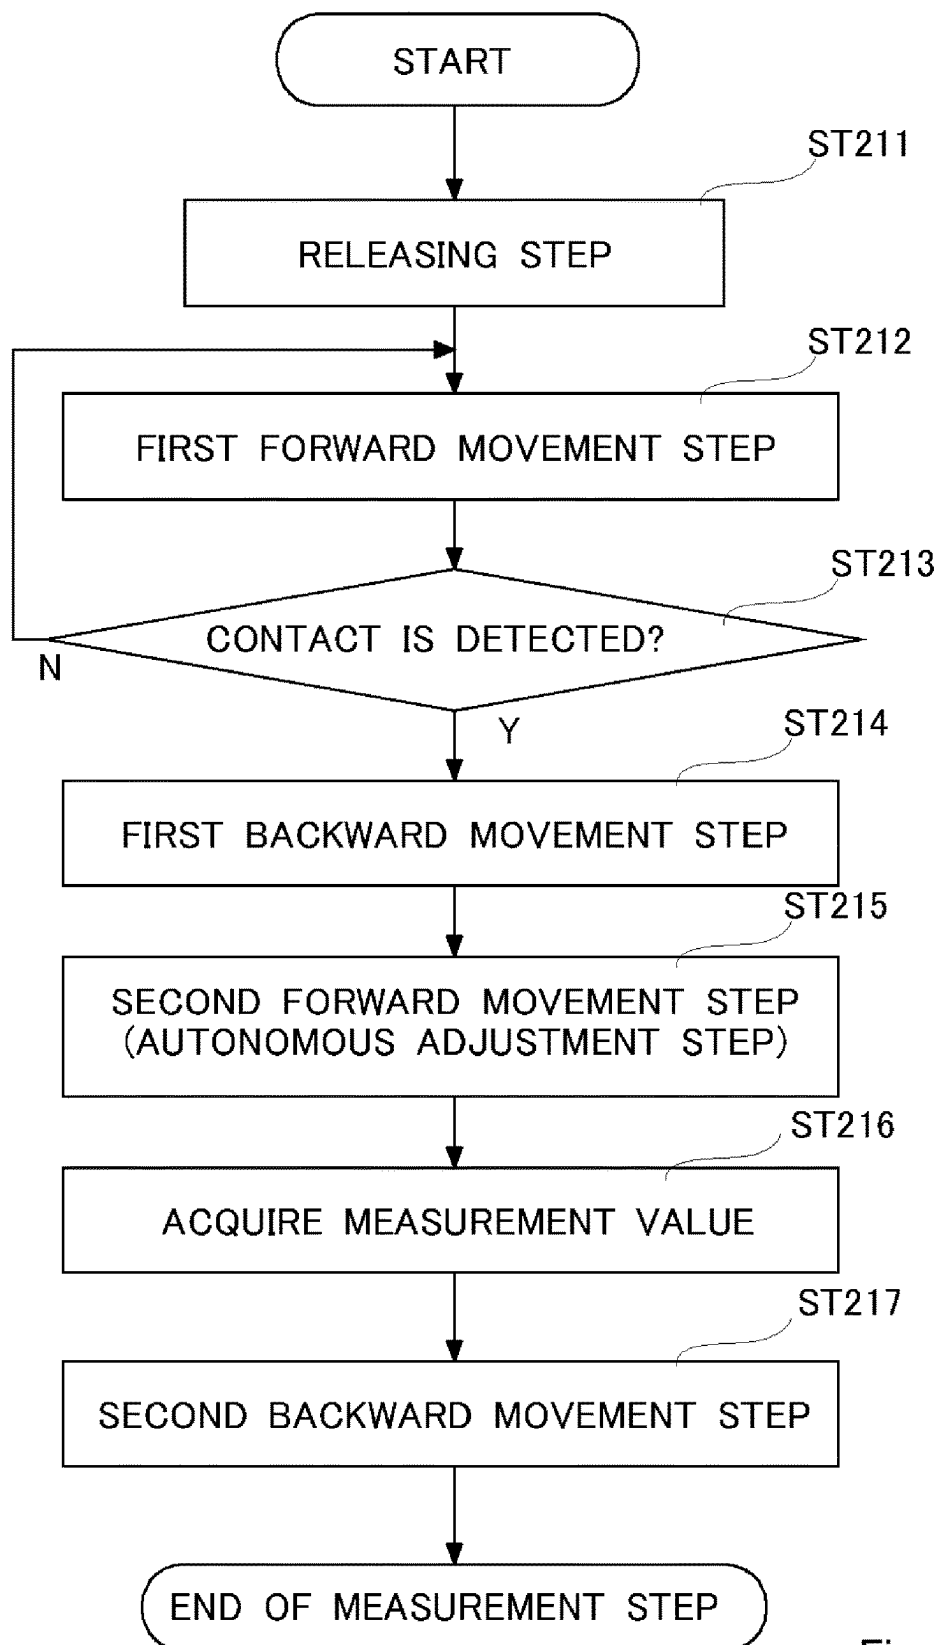 START
ST211
RELEASING STEP
ST212
FIRST FORWARD MOVEMENT STEP
ST213
CONTACT IS DETECTED?
N
Y
ST214
FIRST BACKWARD MOVEMENT STEP
ST215
SECOND FORWARD MOVEMENT STEP
(AUTONOMOUS ADJUSTMENT STEP)
ST216
ACQUIRE MEASUREMENT VALUE
ST217
SECOND BACKWARD MOVEMENT STEP
END OF MEASUREMENT STEP